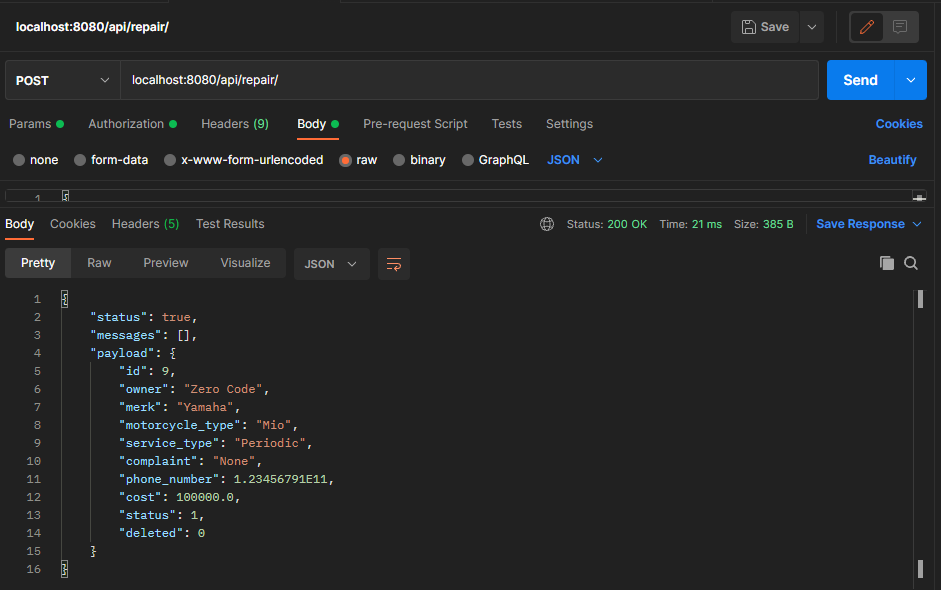 localhost:8080/api/repair/
Save
POST
localhost:8080/api/repair/
Send
Params
Authorization
Headers (9)
Body
Pre-request Script
Tests
Settings
Cookies
none
form-data
x-www-form-urlencoded
raw
binary
GraphQL
JSON
Beautify
1 {
Body
Cookies
Headers (5)
Test Results
Status: 200 OK
Time: 21 ms
Size: 385 B
Save Response
Pretty
Raw
Preview
Visualize
JSON
1 {
2 "status": true,
3 "messages": [],
4 "payload": {
5 "id": 9,
6 "owner": "Zero Code",
7 "merk": "Yamaha",
8 "motorcycle_type": "Mio",
9 "service_type": "Periodic",
10 "complaint": "None",
11 "phone_number": 1.23456791E11,
12 "cost": 100000.0,
13 "status": 1,
14 "deleted": 0
15 }
16 }